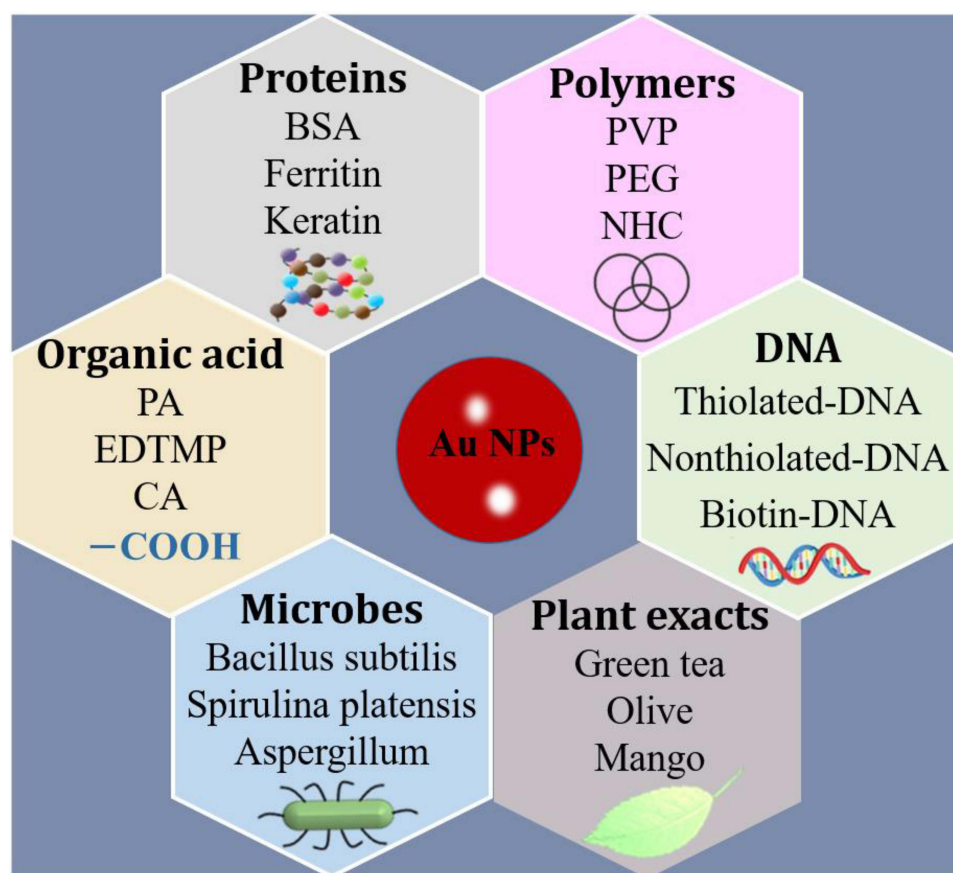 Proteins
BSA
Ferritin
Keratin
Polymers
PVP
PEG
NHC
Organic acid
PA
EDTMP
CA
–COOH
Au NPs
DNA
Thiolated-DNA
Nonthiolated-DNA
Biotin-DNA
Microbes
Bacillus subtilis
Spirulina platensis
Aspergillum
Plant exacts
Green tea
Olive
Mango